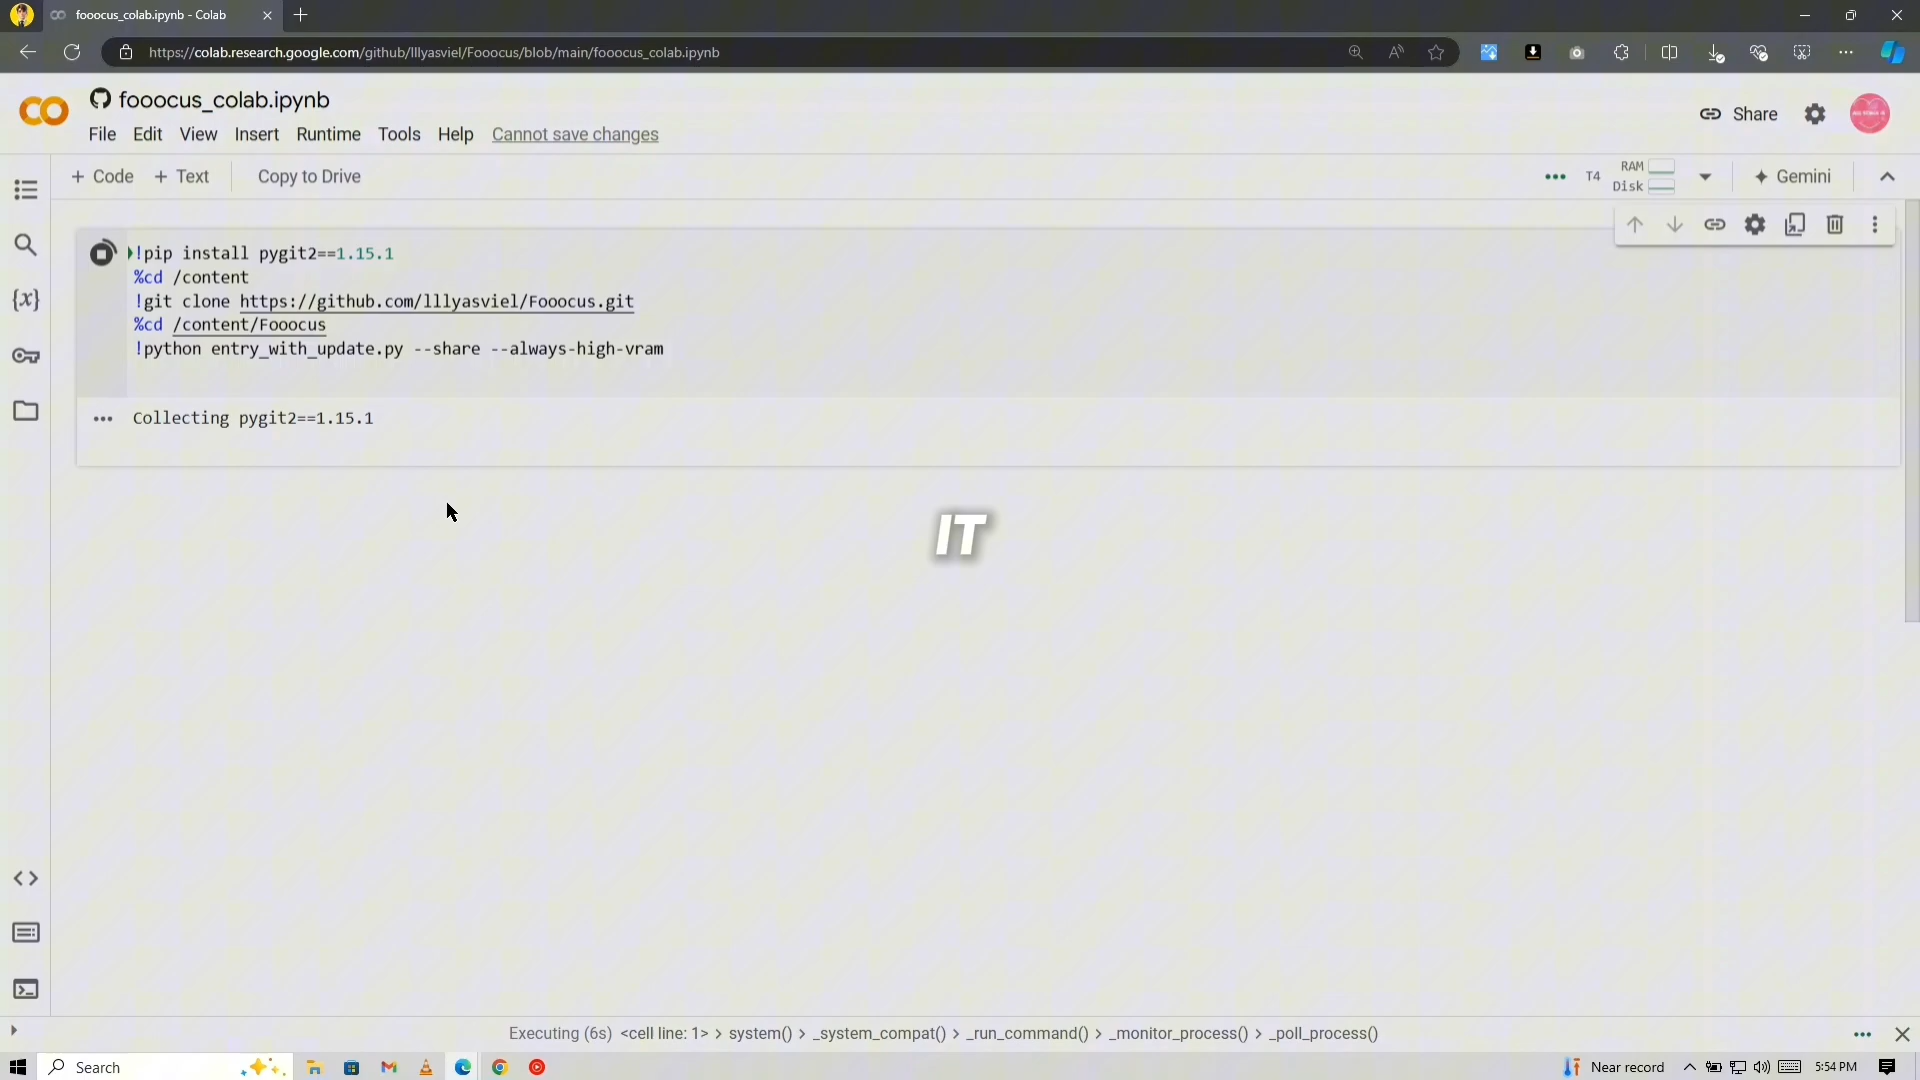 fooocus_colab.ipynb - Colab
https://colab.research.google.com/github/lllyasviel/Fooocus/blob/main/fooocus_colab.ipynb
fooocus_colab.ipynb
Share
File Edit View Insert Runtime Tools Help Cannot save changes
+ Code + Text Copy to Drive
T4
RAM
Disk
Gemini
!pip install pygit2==1.15.1
%cd /content
!git clone https://github.com/lllyasviel/Fooocus.git
%cd /content/Fooocus
!python entry_with_update.py --share --always-high-vram
Collecting pygit2==1.15.1
IT
Executing (6s) <cell line: 1> > system() > _system_compat() > _run_command() > _monitor_process() > _poll_process()
Search
Near record
5:54 PM